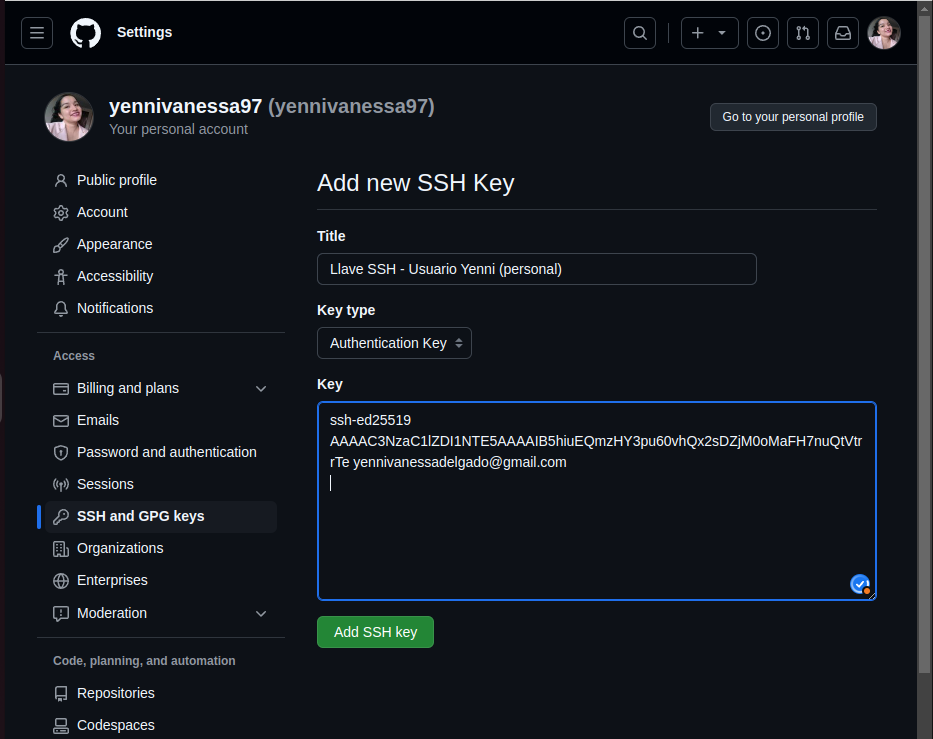 Settings
yennivanessa97 (yennivanessa97)
Your personal account
Go to your personal profile
Public profile
Account
Appearance
Accessibility
Notifications
Access
Billing and plans
Emails
Password and authentication
Sessions
SSH and GPG keys
Organizations
Enterprises
Moderation
Code, planning, and automation
Repositories
Codespaces
Add new SSH Key
Title
Llave SSH - Usuario Yenni (personal)
Key type
Authentication Key
Key
ssh-ed25519
AAAAC3NzaC1lZDI1NTE5AAAAIB5hiuEQmzHY3pu60vhQx2sDZjM0oMaFH7nuQtVtr
rTe yennivanessadelgado@gmail.com
Add SSH key